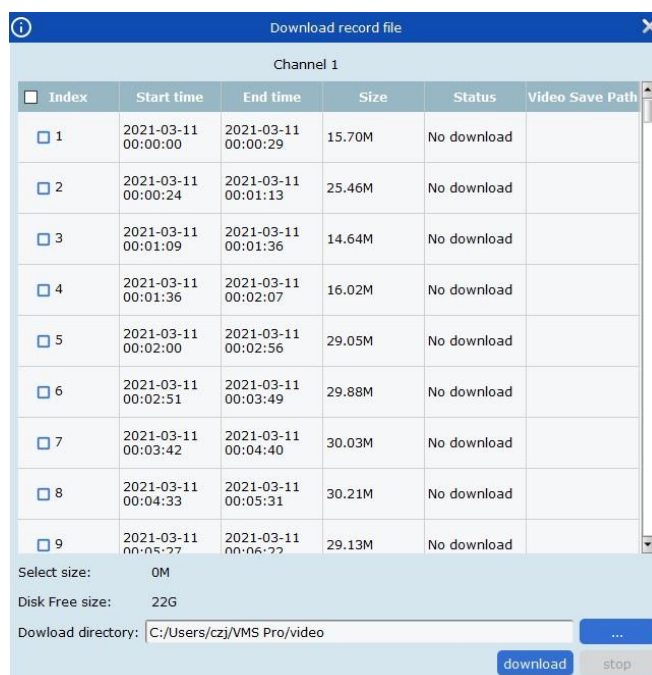 Download record file
Channel 1
Index Start time End time Size Status Video Save Path
1 2021-03-11 00:00:00 2021-03-11 00:00:29 15.70M No download
2 2021-03-11 00:00:24 2021-03-11 00:01:13 25.46M No download
3 2021-03-11 00:01:09 2021-03-11 00:01:36 14.64M No download
4 2021-03-11 00:01:36 2021-03-11 00:02:07 16.02M No download
5 2021-03-11 00:02:00 2021-03-11 00:02:56 29.05M No download
6 2021-03-11 00:02:51 2021-03-11 00:03:49 29.88M No download
7 2021-03-11 00:03:42 2021-03-11 00:04:40 30.03M No download
8 2021-03-11 00:04:33 2021-03-11 00:05:31 30.21M No download
9 2021-03-11 00:05:27 2021-03-11 00:06:22 29.13M No download
Select size: 0M
Disk Free size: 22G
Dowload directory: C:/Users/czj/VMS Pro/video ...
download stop